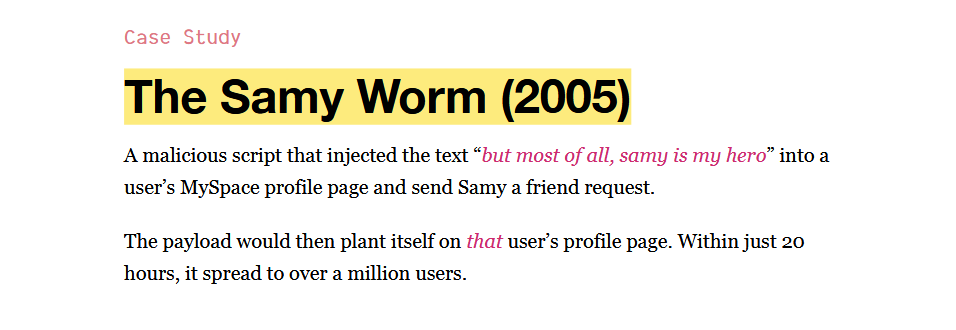 Case Study
The Samy Worm (2005)
A malicious script that injected the text “but most of all, samy is my hero” into a
user’s MySpace profile page and send Samy a friend request.
The payload would then plant itself on that user’s profile page. Within just 20
hours, it spread to over a million users.